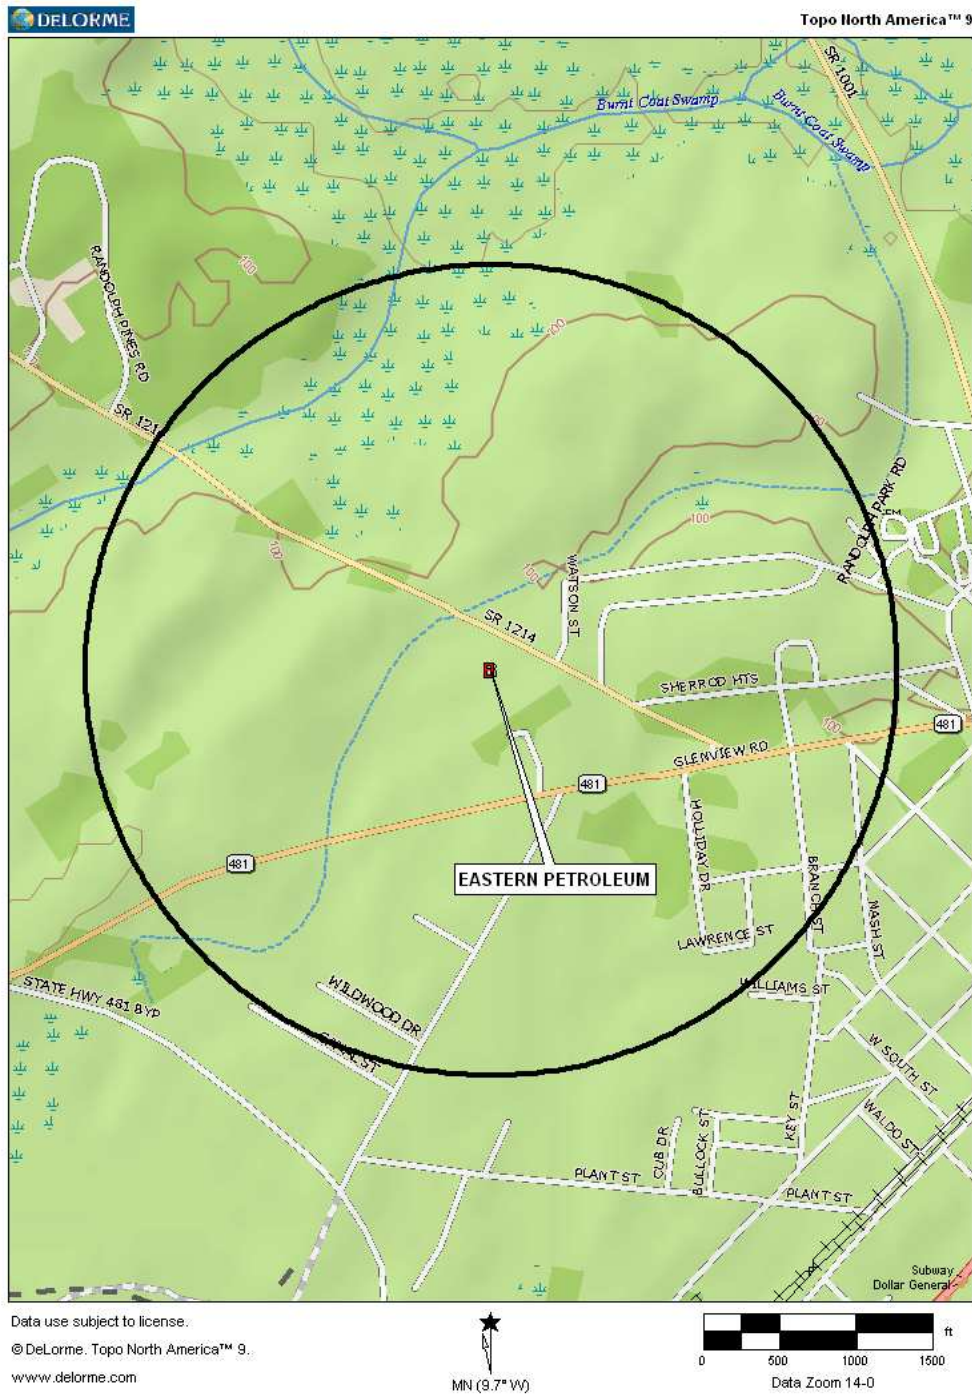 DELORME
Topo North America™ 9
SR 1001
Burnt Coat Swamp
Burnt Coat Swamp
RANDOLPH PINES RD
100
100
SR 121
00
RANDOLPH PARK RD
CEM
100
100
100
WATSON ST
SR 1214
SHERROD HTS
100
481
GLENVIEW RD
481
HOLLIDAY DR
481
EASTERN PETROLEUM
BRANCH ST
NASH ST
LAWRENCE ST
STATE HWY 481 BYP
WILDWOOD DR
WILLIAMS ST
W SOUTH ST
KEY ST
WALDO ST
CUB DR
BULLOCK ST
PLANT ST
PLANT ST
Subway
Dollar General
Data use subject to license.
© DeLorme. Topo North America™ 9.
www.delorme.com
MN (9.7° W)
ft
0 500 1000 1500
Data Zoom 14-0